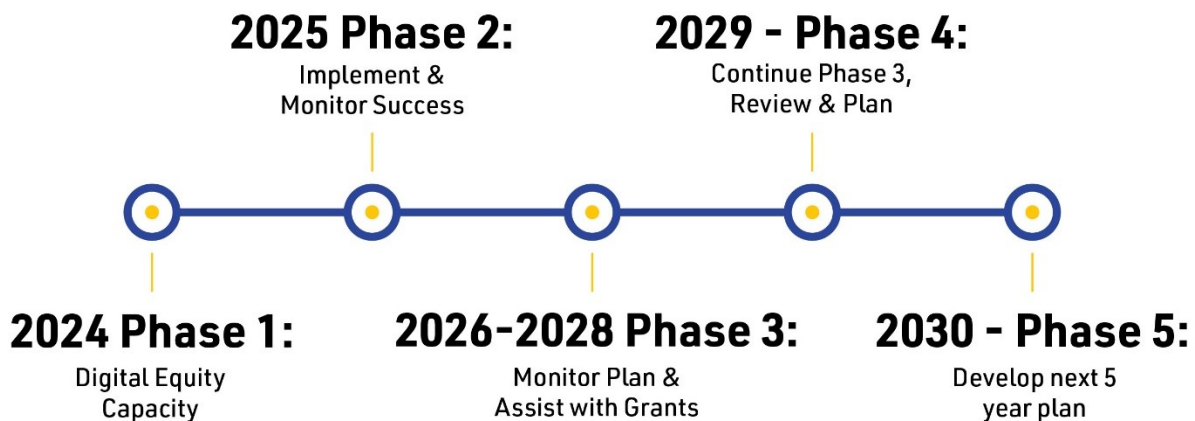 2024 Phase 1:
Digital Equity
Capacity
2025 Phase 2:
Implement &
Monitor Success
2026-2028 Phase 3:
Monitor Plan &
Assist with Grants
2029 - Phase 4:
Continue Phase 3,
Review & Plan
2030 - Phase 5:
Develop next 5
year plan